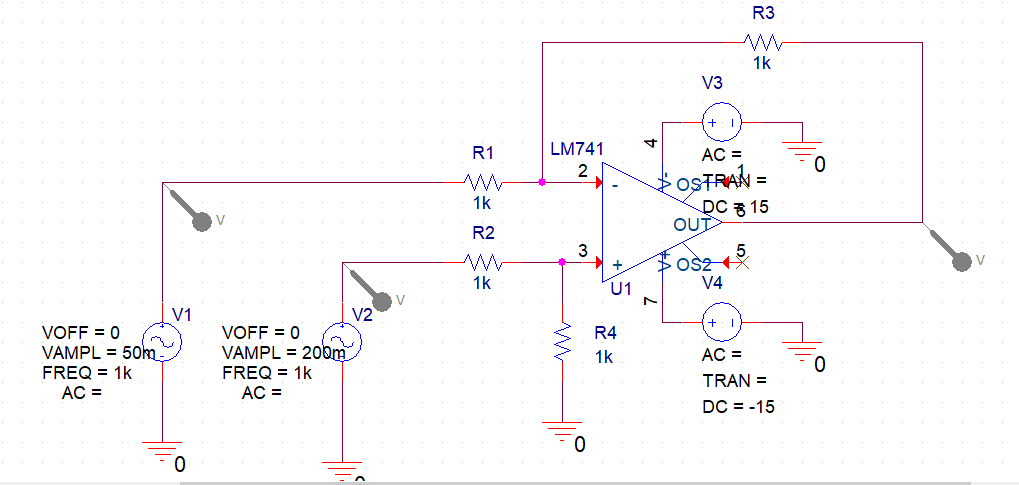 R3
1k
V3
4
AC =
TRAN =
DC = 15
LM741
R1
1k
2
-
V-
OS1
1
6
OUT
R2
1k
3
+
V+
OS2
5
U1
7
V4
AC =
TRAN =
DC = -15
0
0
R4
1k
0
V1
VOFF = 0
VAMPL = 50m
FREQ = 1k
AC =
0
V2
VOFF = 0
VAMPL = 200m
FREQ = 1k
AC =
V
V
V